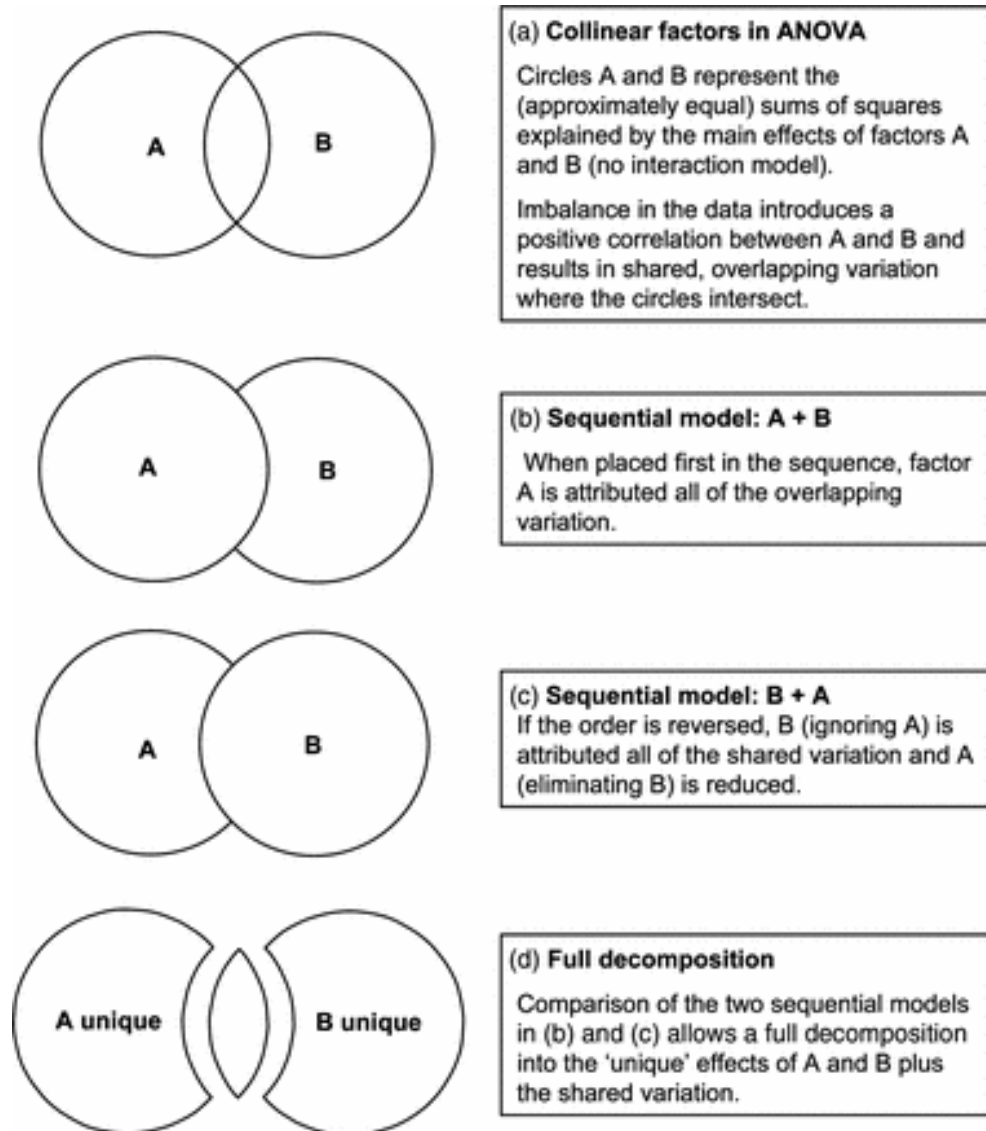 A
B
(a) Collinear factors in ANOVA
Circles A and B represent the
(approximately equal) sums of squares
explained by the main effects of factors A
and B (no interaction model).
Imbalance in the data introduces a
positive correlation between A and B and
results in shared, overlapping variation
where the circles intersect.
A
B
(b) Sequential model: A + B
When placed first in the sequence, factor
A is attributed all of the overlapping
variation.
A
B
(c) Sequential model: B + A
If the order is reversed, B (ignoring A) is
attributed all of the shared variation and A
(eliminating B) is reduced.
A unique
B unique
(d) Full decomposition
Comparison of the two sequential models
in (b) and (c) allows a full decomposition
into the ‘unique’ effects of A and B plus
the shared variation.